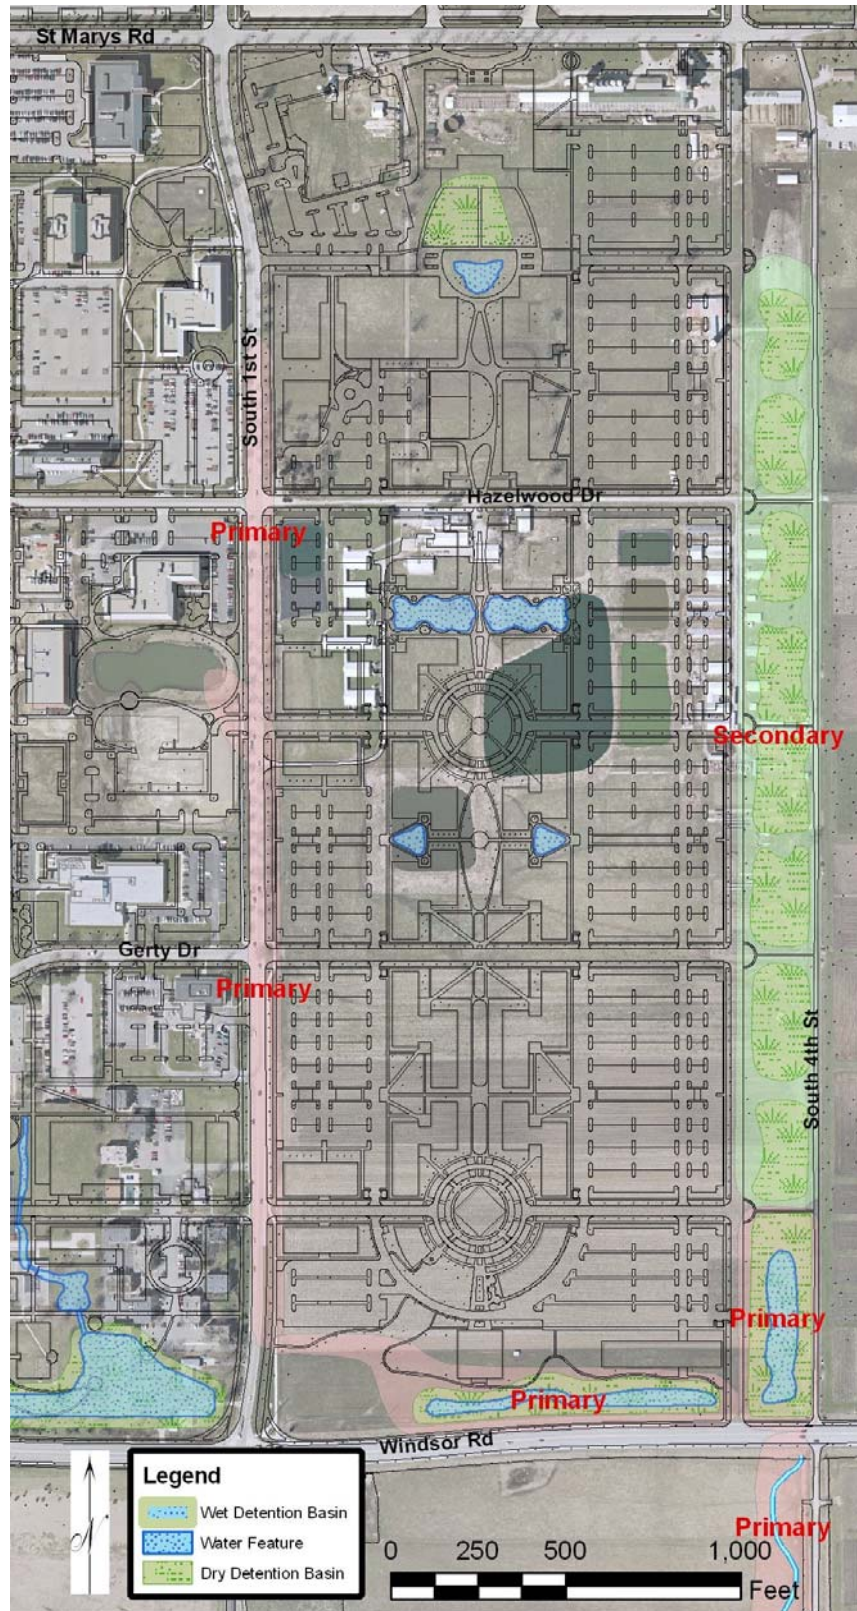 St Marys Rd
South 1st St
Hazelwood Dr
Primary
Secondary
Gerty Dr
Primary
South 4th St
Primary
Primary
Windsor Rd
Primary
N
Legend
Wet Detention Basin
Water Feature
Dry Detention Basin
0 250 500 1,000
Feet